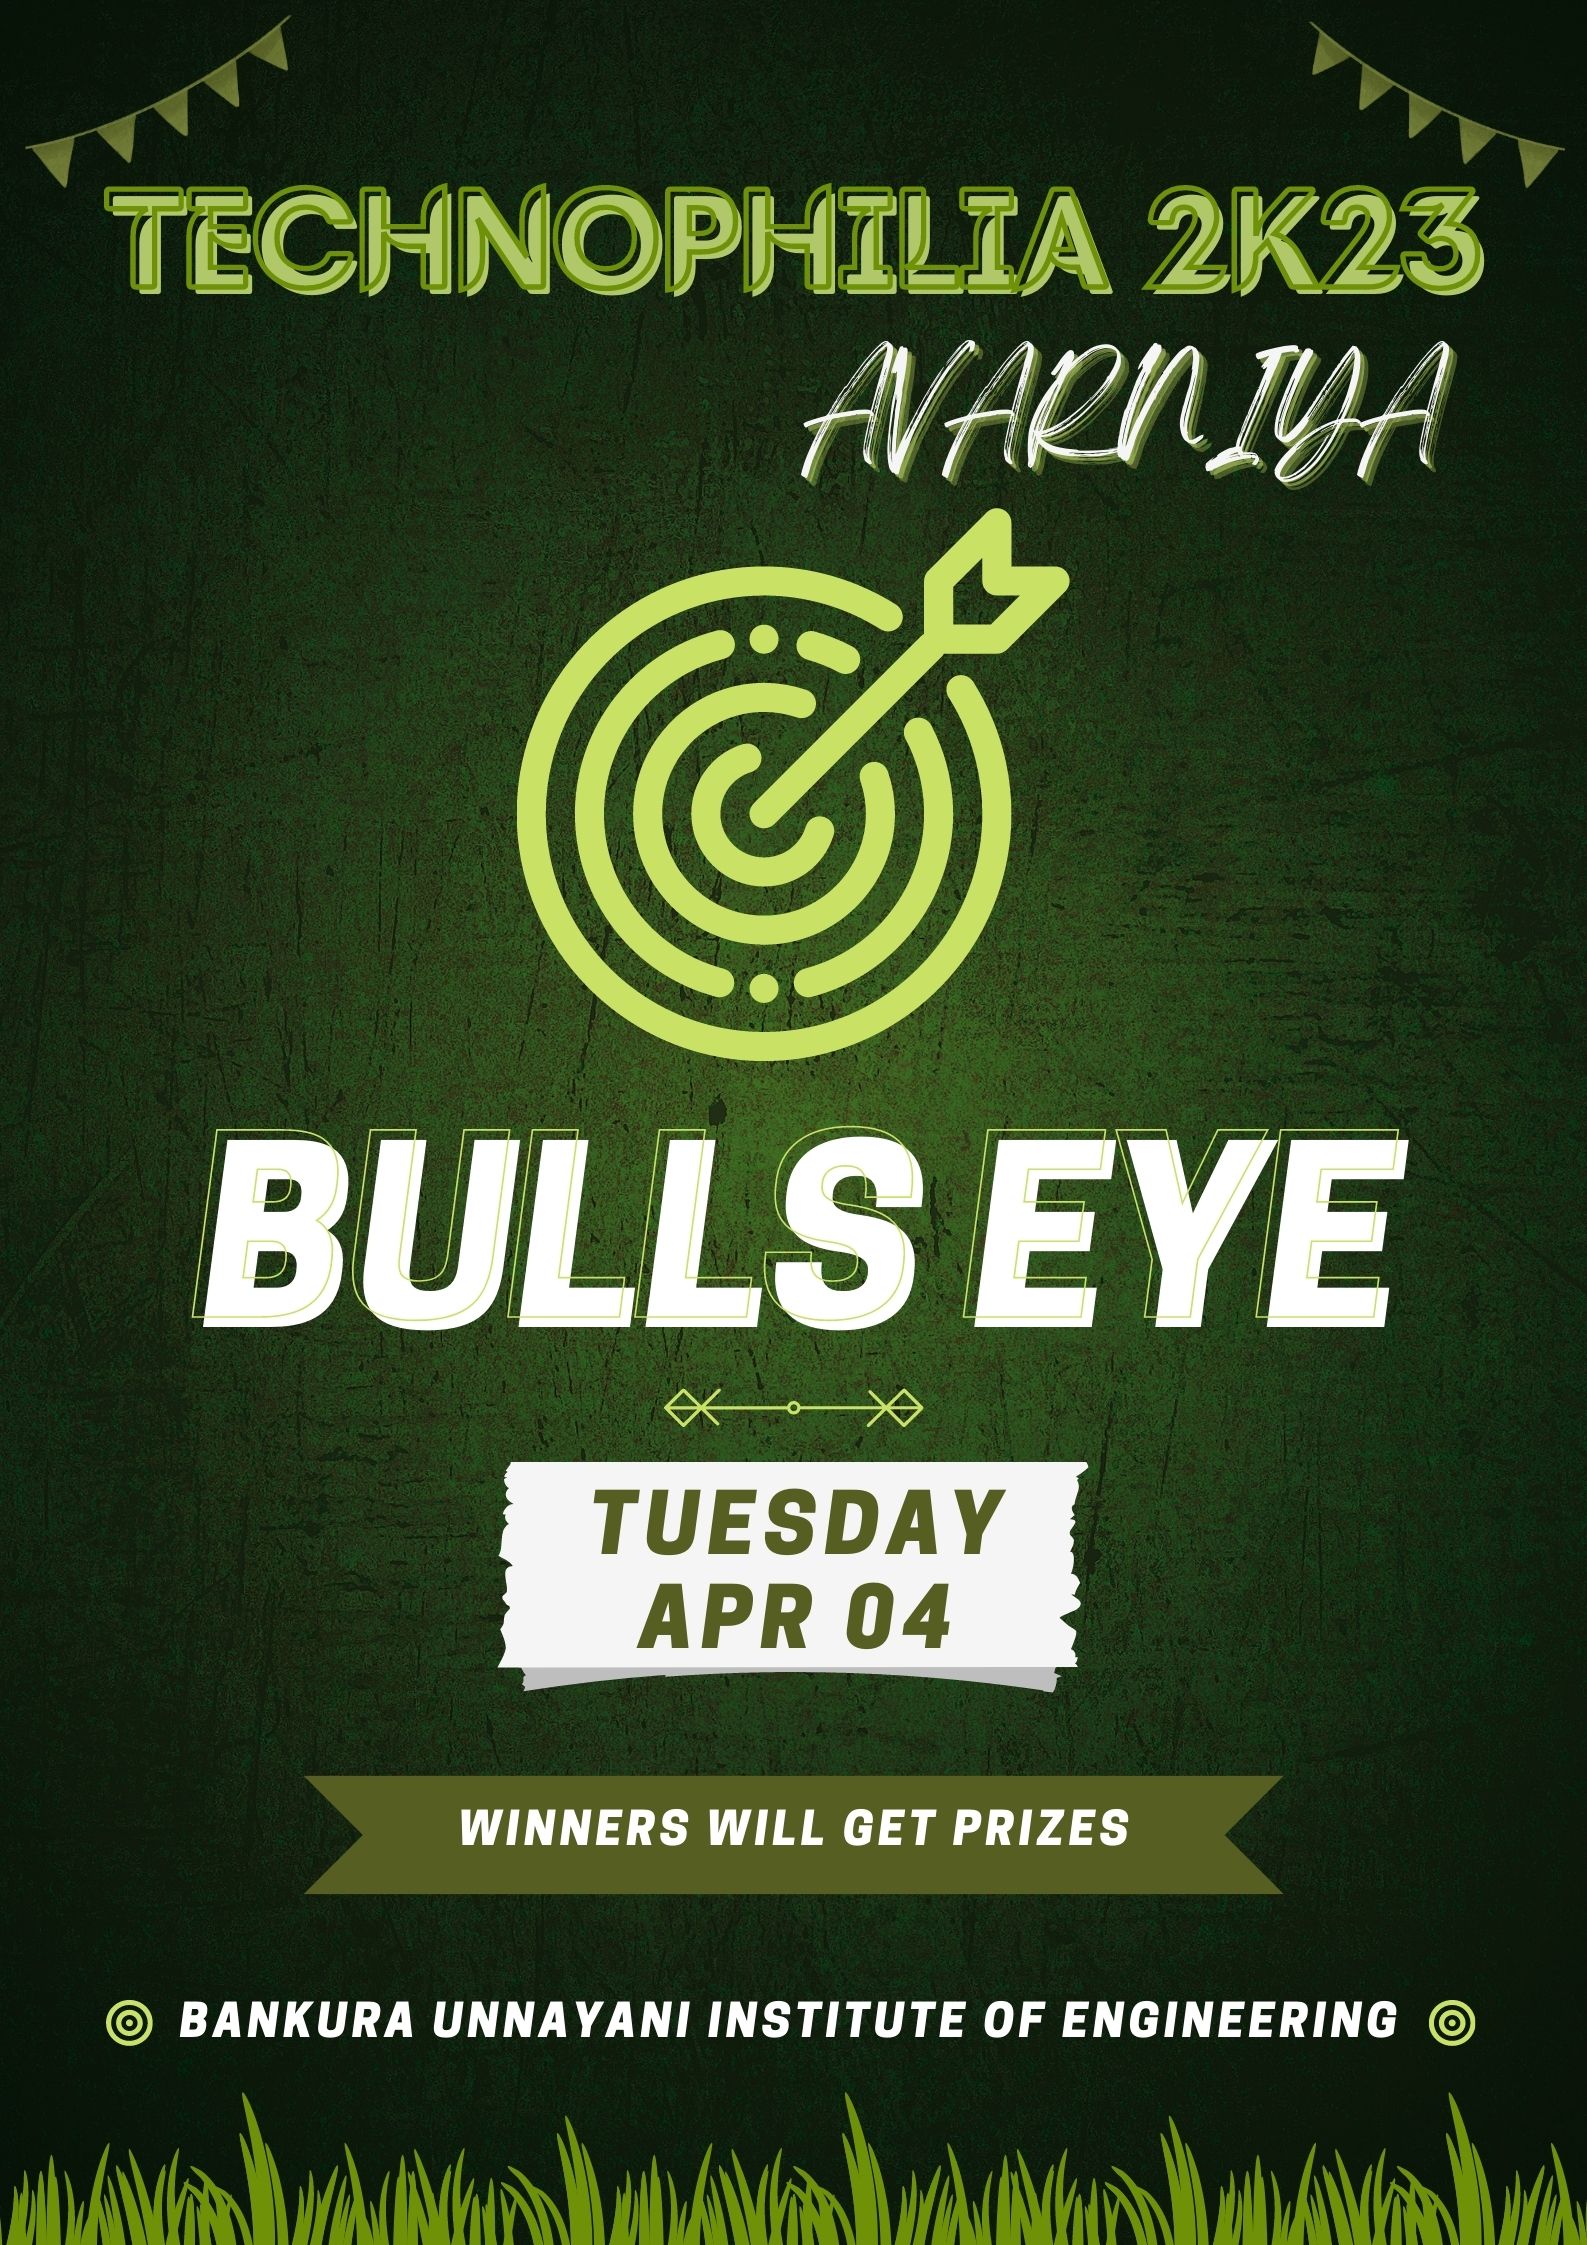 TECHNOPHILIA 2K23
AVARNIYA
BULLS EYE
TUESDAY
APR 04
WINNERS WILL GET PRIZES
BANKURA UNNAYANI INSTITUTE OF ENGINEERING